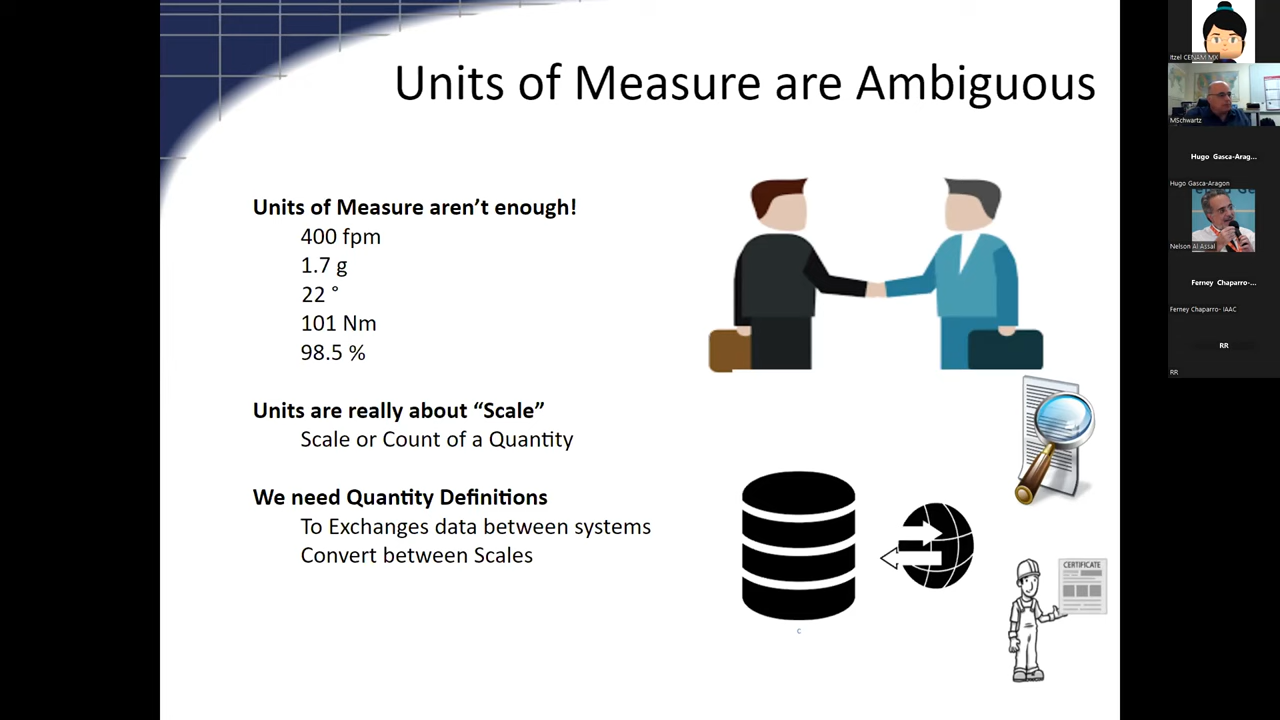 Units of Measure are Ambiguous
Units of Measure aren't enough!
400 fpm
1.7 g
22 °
101 Nm
98.5 %
Units are really about “Scale”
Scale or Count of a Quantity
We need Quantity Definitions
To Exchanges data between systems
Convert between Scales
CERTIFICATE
c
Itzel CENAM MX
MSchwartz
Hugo Gasca-Arag...
Hugo Gasca-Aragon
Nelson Al Assal
Ferney Chaparro-...
Ferney Chaparro- IAAC
RR
RR